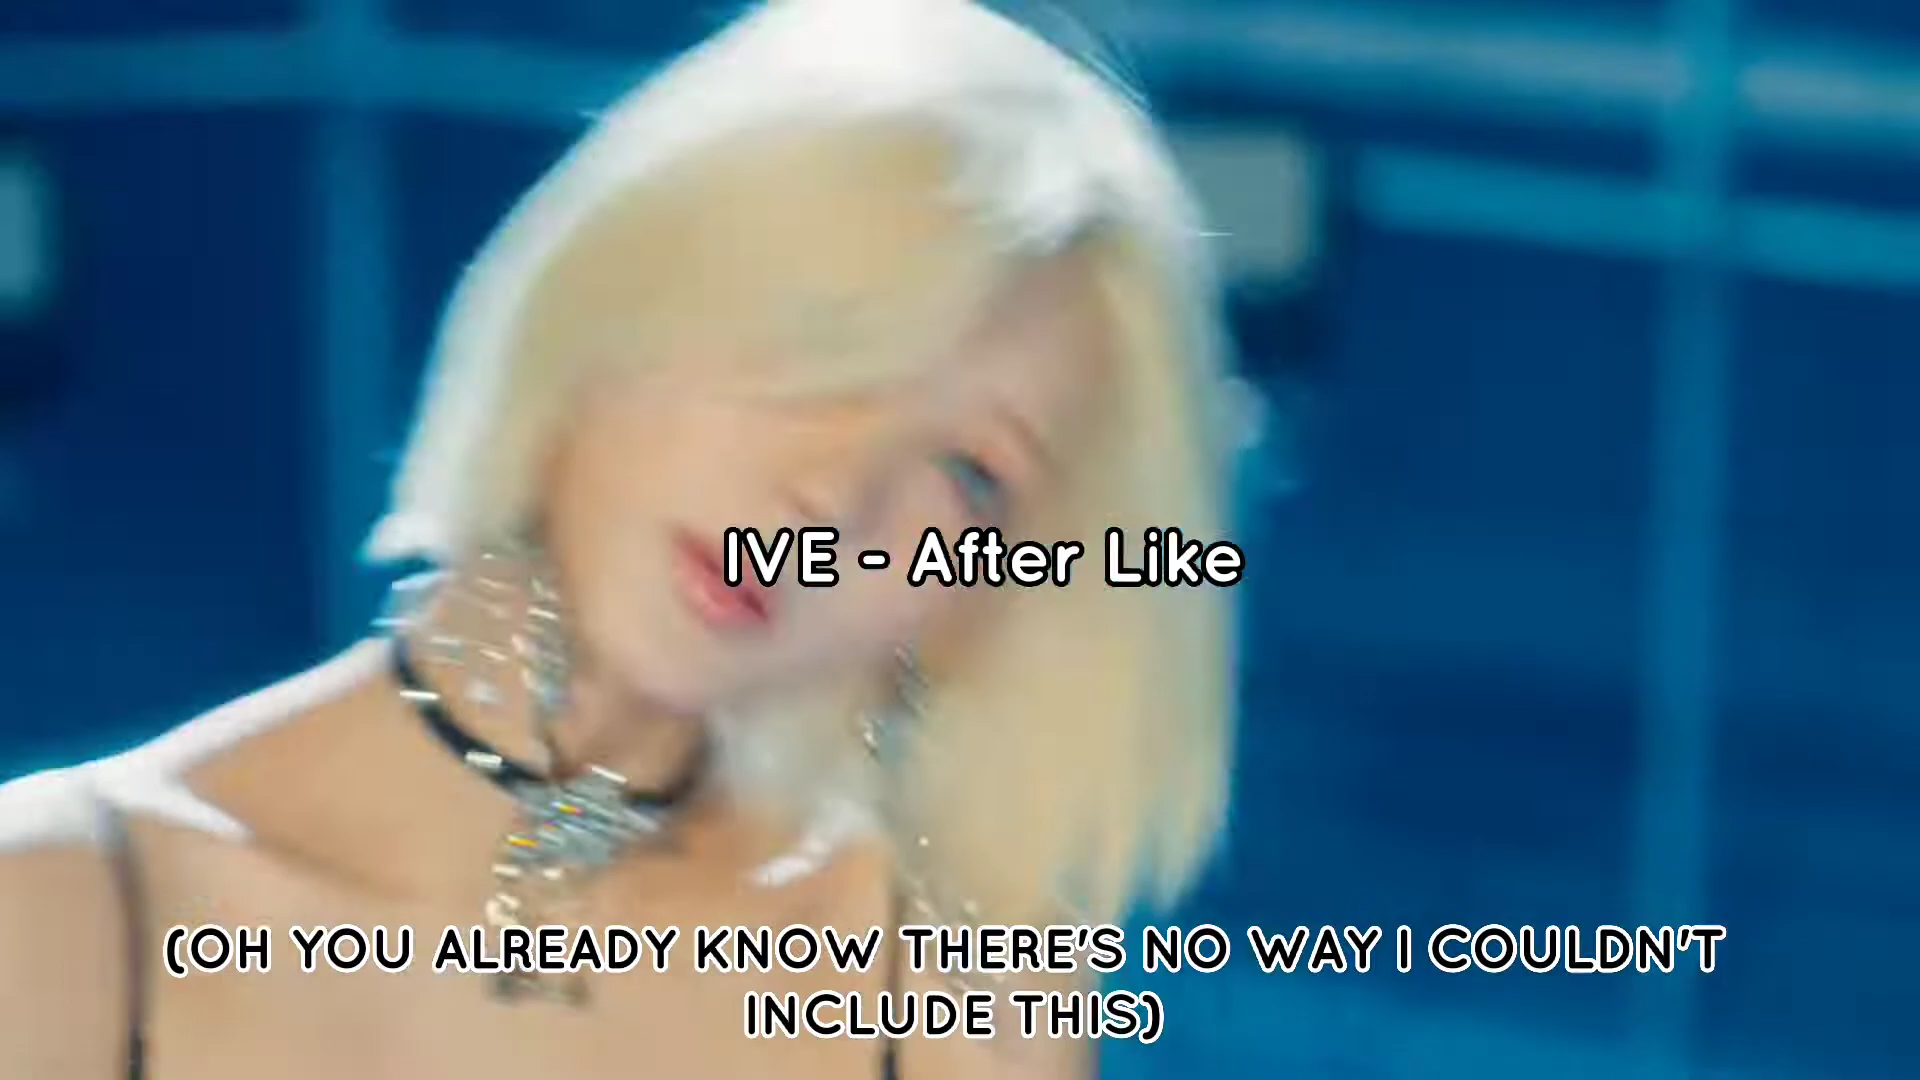 IVE - After Like
(OH YOU ALREADY KNOW THERE'S NO WAY I COULDN'T
INCLUDE THIS)